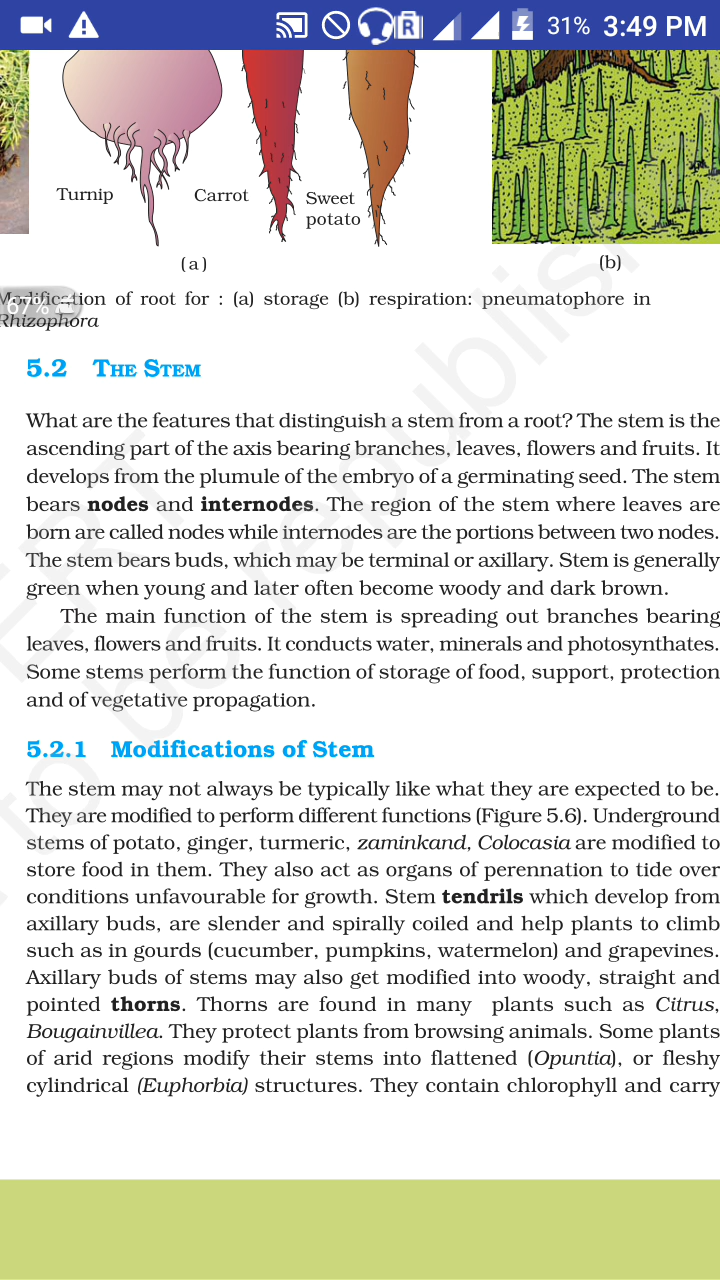 31% 3:49 PM
Turnip
Carrot
Sweet
potato
(a)
(b)
Modification of root for : (a) storage (b) respiration: pneumatophore in
67%
Rhizophora
5.2 THE STEM
What are the features that distinguish a stem from a root? The stem is the
ascending part of the axis bearing branches, leaves, flowers and fruits. It
develops from the plumule of the embryo of a germinating seed. The stem
bears nodes and internodes. The region of the stem where leaves are
born are called nodes while internodes are the portions between two nodes.
The stem bears buds, which may be terminal or axillary. Stem is generally
green when young and later often become woody and dark brown.
The main function of the stem is spreading out branches bearing
leaves, flowers and fruits. It conducts water, minerals and photosynthates.
Some stems perform the function of storage of food, support, protection
and of vegetative propagation.
5.2.1 Modifications of Stem
The stem may not always be typically like what they are expected to be.
They are modified to perform different functions (Figure 5.6). Underground
stems of potato, ginger, turmeric, zaminkand, Colocasia are modified to
store food in them. They also act as organs of perennation to tide over
conditions unfavourable for growth. Stem tendrils which develop from
axillary buds, are slender and spirally coiled and help plants to climb
such as in gourds (cucumber, pumpkins, watermelon) and grapevines.
Axillary buds of stems may also get modified into woody, straight and
pointed thorns. Thorns are found in many plants such as Citrus,
Bougainvillea. They protect plants from browsing animals. Some plants
of arid regions modify their stems into flattened (Opuntia), or fleshy
cylindrical (Euphorbia) structures. They contain chlorophyll and carry